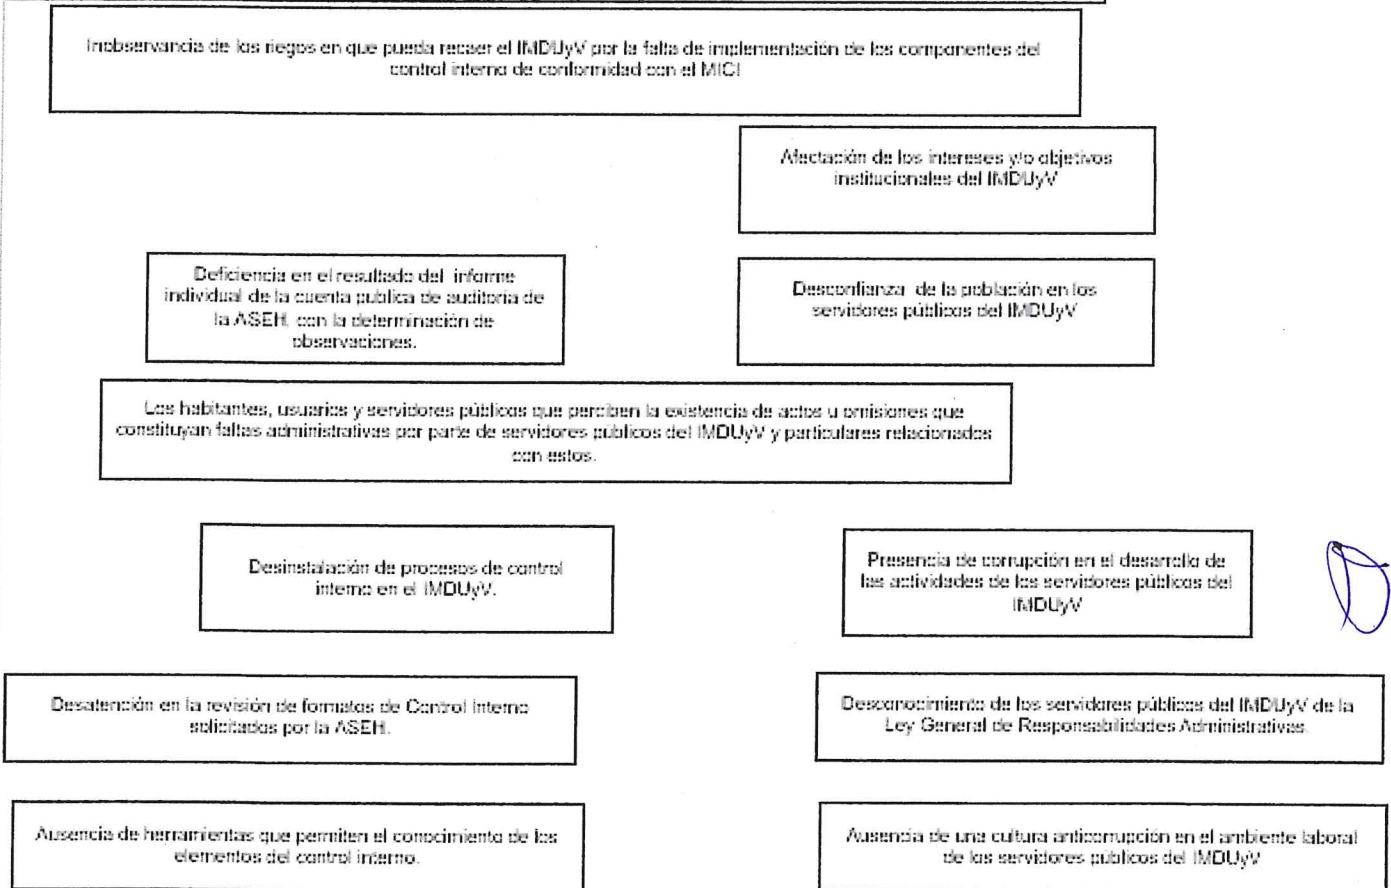 Inobservancia de los riegos en que pueda recaer el IMDUyV por la falta de implementación de los componentes del
control interno de conformidad con el MICI
Afectación de los intereses y/o objetivos
institucionales del IMDUyV
Deficiencia en el resultado del informe
individual de la cuenta publica de auditoria de
la ASEH, con la determinación de
observaciones.
Desconfianza de la población en los
servidores públicos del IMDUyV
Los habitantes, usuarios y servidores públicos que perciben la existencia de actos u omisiones que
constituyan faltas administrativas por parte de servidores públicos del IMDUyV y particulares relacionados
con estos.
Desinstalación de procesos de control
interno en el IMDUyV.
Presencia de corrupción en el desarrollo de
las actividades de los servidores públicos del
IMDUyV
Desatención en la revisión de formatos de Control Interno
solicitados por la ASEH.
Desconocimiento de los servidores públicos del IMDUyV de la
Ley General de Responsabilidades Administrativas.
Ausencia de herramientas que permiten el conocimiento de los
elementos del control interno.
Ausencia de una cultura anticorrupción en el ambiente laboral
de los servidores públicos del IMDUyV